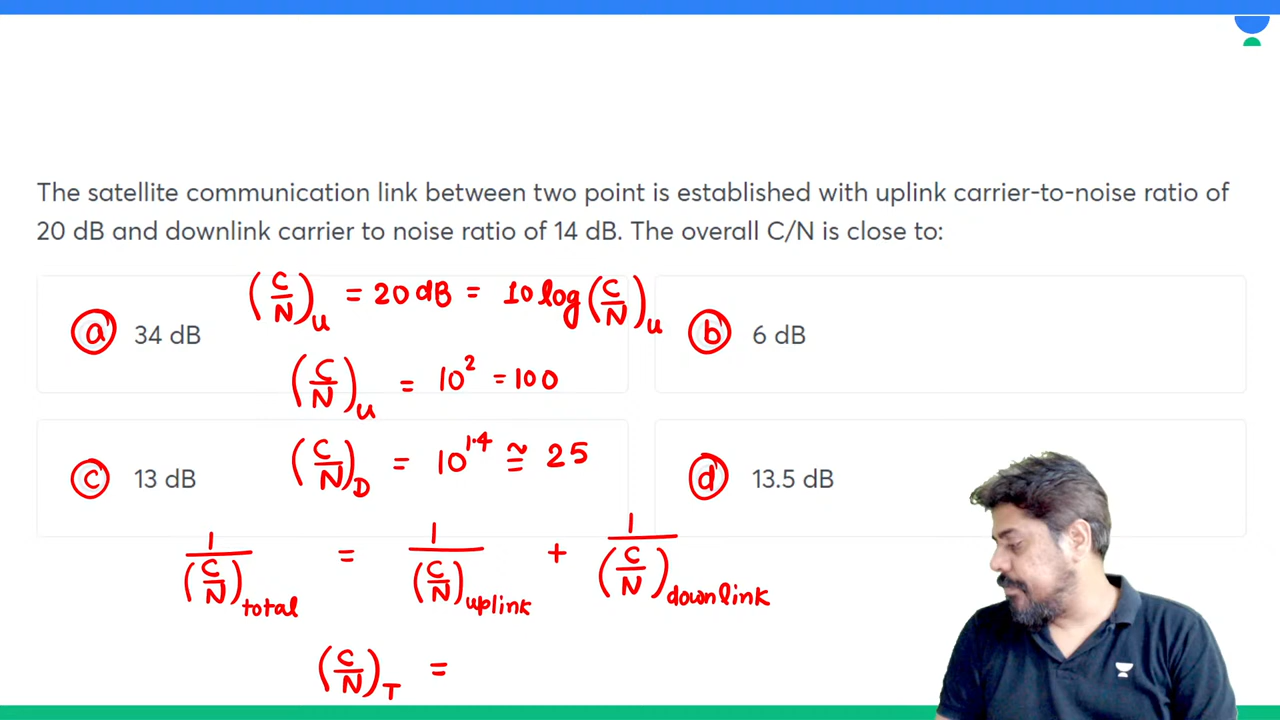 The satellite communication link between two point is established with uplink carrier-to-noise ratio of
20 dB and downlink carrier to noise ratio of 14 dB. The overall C/N is close to:
(C/N)U = 20 dB = 10 log (C/N)U
a 34 dB
b 6 dB
(C/N)U = 10^2 = 100
(C/N)D = 10^1.4 ≅ 25
c 13 dB
d 13.5 dB
1/(C/N)total = 1/(C/N)uplink + 1/(C/N)downlink
(C/N)T =